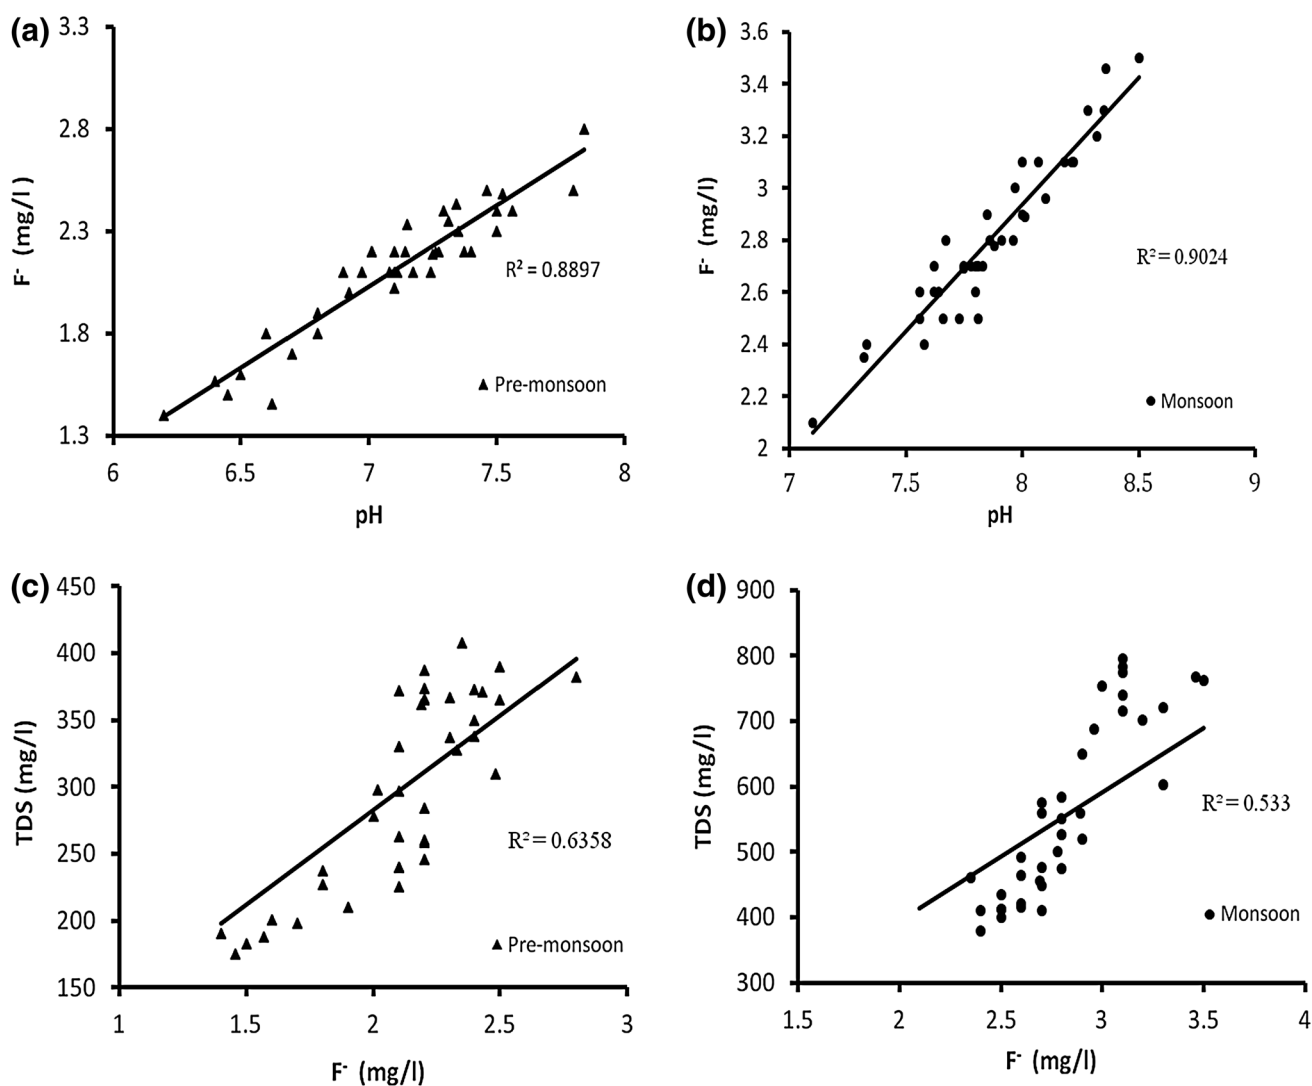 (a)
3.3
2.8
2.3
1.8
1.3
F- (mg/l )
R² = 0.8897
Pre-monsoon
6 6.5 7 7.5 8
pH
(b)
3.6
3.4
3.2
3
2.8
2.6
2.4
2.2
2
F- (mg/l)
R² = 0.9024
Monsoon
7 7.5 8 8.5 9
pH
(c)
450
400
350
300
250
200
150
TDS (mg/l)
R² = 0.6358
Pre-monsoon
1 1.5 2 2.5 3
F- (mg/l)
(d)
900
800
700
600
500
400
300
TDS (mg/l)
R² = 0.533
Monsoon
1.5 2 2.5 3 3.5 4
F- (mg/l)